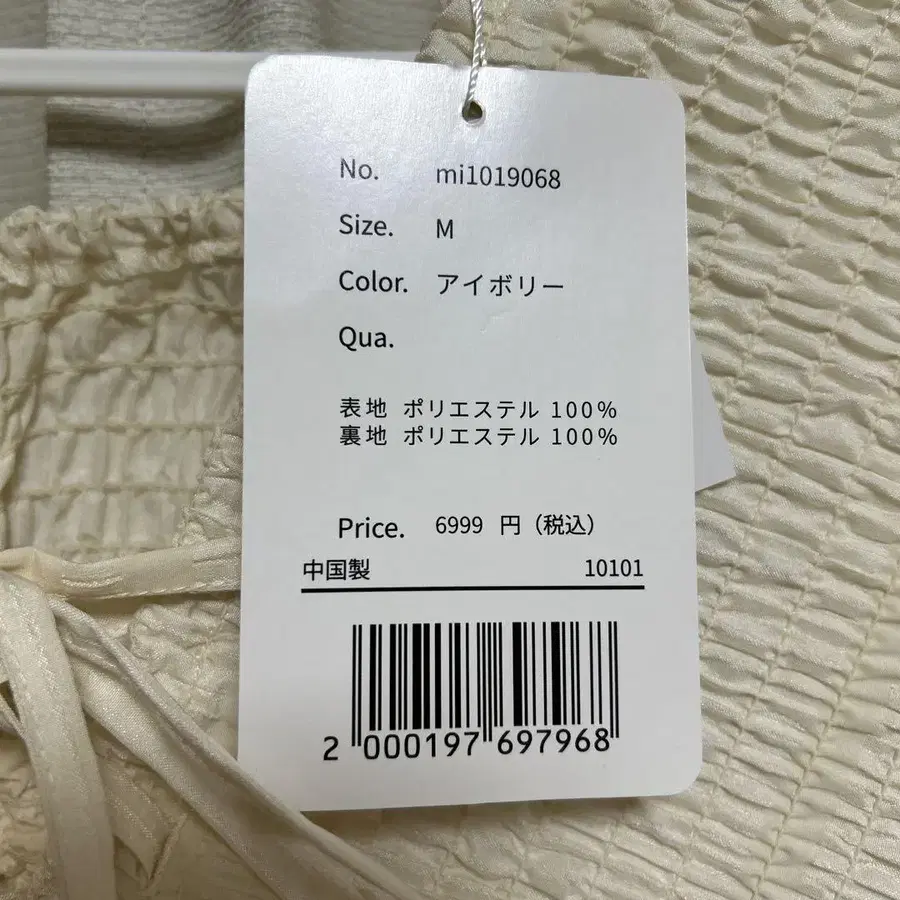 No. mi1019068
Size. M
Color. アイボリー
Qua.
表地 ポリエステル 100%
裏地 ポリエステル 100%
Price. 6999 円（税込）
中国製 10101
2 000197 697968